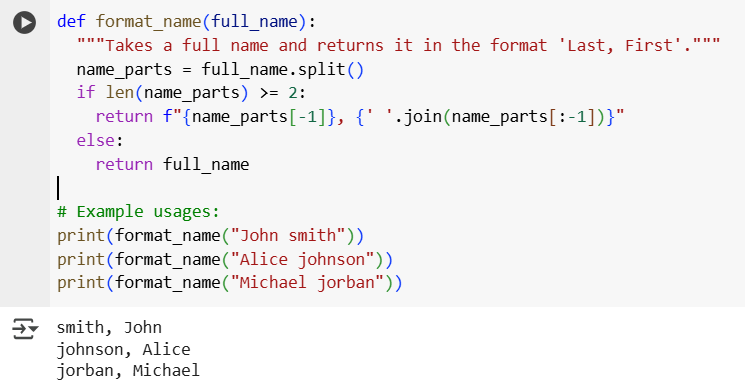 def format_name(full_name):
  """Takes a full name and returns it in the format 'Last, First'."""
  name_parts = full_name.split()
  if len(name_parts) >= 2:
    return f"{name_parts[-1]}, {' '.join(name_parts[:-1])}"
  else:
    return full_name

# Example usages:
print(format_name("John smith"))
print(format_name("Alice johnson"))
print(format_name("Michael jorban"))
smith, John
johnson, Alice
jorban, Michael